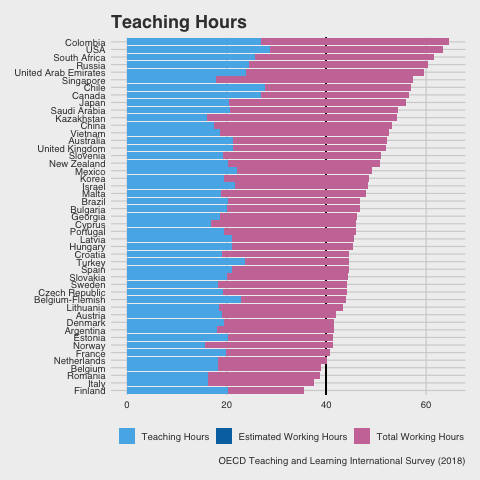 Teaching Hours
Colombia
USA
South Africa
Russia
United Arab Emirates
Singapore
Chile
Canada
Japan
Saudi Arabia
Kazakhstan
China
Vietnam
Australia
United Kingdom
Slovenia
New Zealand
Mexico
Korea
Israel
Malta
Brazil
Bulgaria
Georgia
Cyprus
Portugal
Latvia
Hungary
Croatia
Turkey
Spain
Slovakia
Sweden
Czech Republic
Belgium-Flemish
Lithuania
Austria
Denmark
Argentina
Estonia
Norway
France
Netherlands
Belgium
Romania
Italy
Finland
0 20 40 60
Teaching Hours Estimated Working Hours Total Working Hours
OECD Teaching and Learning International Survey (2018)